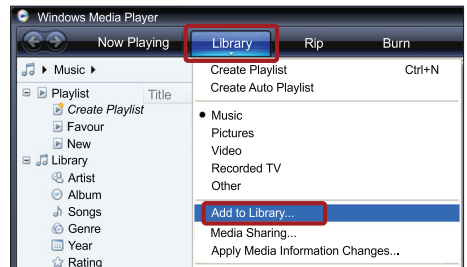 Windows Media Player
Now Playing Library Rip Burn
Music
Playlist Title
Create Playlist
Favour
New
Library
Artist
Album
Songs
Genre
Year
Rating
Create Playlist Ctrl+N
Create Auto Playlist
Music
Pictures
Video
Recorded TV
Other
Add to Library...
Media Sharing...
Apply Media Information Changes...